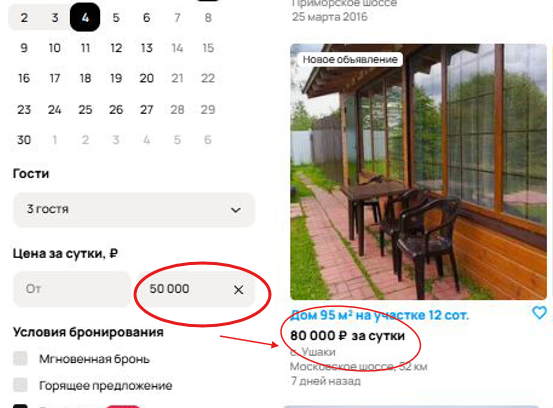 2 3 4 5 6 7 8
9 10 11 12 13 14 15
16 17 18 19 20 21 22
23 24 25 26 27 28 29
30 1 2 3 4 5 6
Гости
3 гостя
Цена за сутки, ₽
От
50 000
Условия бронирования
Мгновенная бронь
Горящее предложение
Приморское шоссе
25 марта 2016
Новое объявление
Дом 95 м² на участке 12 сот.
80 000 ₽ за сутки
с. Ушаки
Московское шоссе, 52 км
7 дней назад